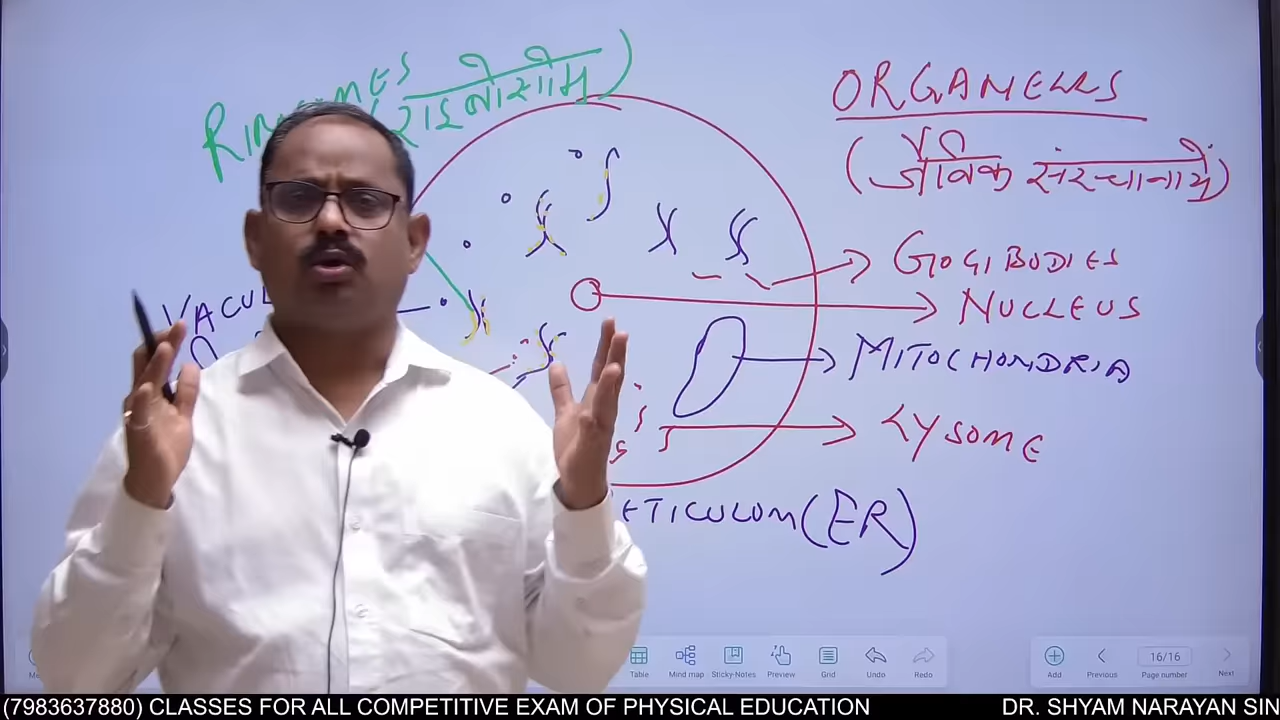 ORGANELLS
(जैविक संस्थानायें)
राइबोसोम)
GOGI BODIES
NUCLEUS
MITOCHONDRIA
LYSOME
VACU
ETICULUM(ER)
Table
Mind map
Sticky-Notes
Preview
Grid
Undo
Redo
Add
Previous
16/16
Page number
Next
(7983637880) CLASSES FOR ALL COMPETITIVE EXAM OF PHYSICAL EDUCATION
DR. SHYAM NARAYAN SIN